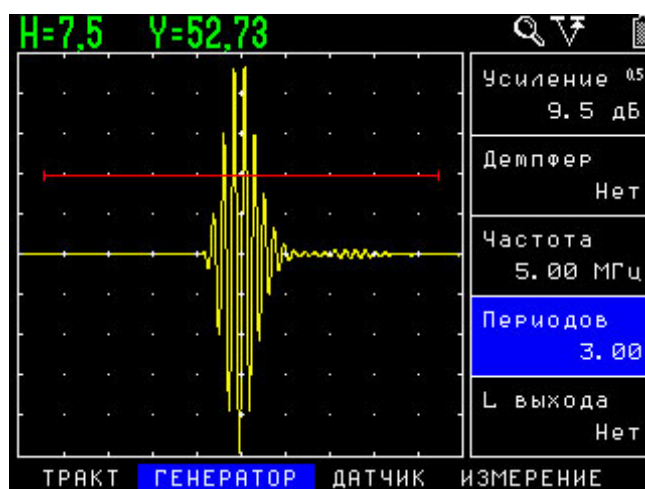 H=7,5 Y=52,73
Усиление 0.5
9.5 дБ
Демпфер
Нет
Частота
5.00 МГц
Периодов
3.00
L выхода
Нет
ТРАКТ ГЕНЕРАТОР ДАТЧИК ИЗМЕРЕНИЕ